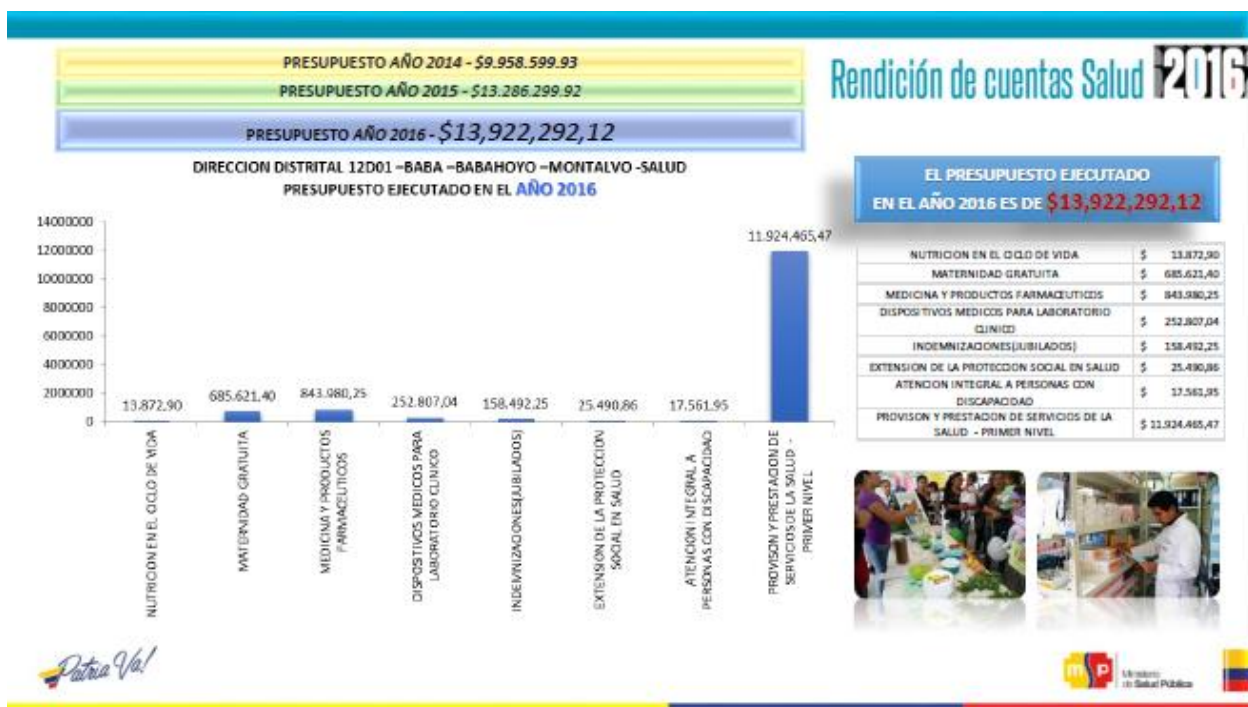 PRESUPUESTO AÑO 2014 - $9.958.599.93
PRESUPUESTO AÑO 2015 - $13.286.299.92
PRESUPUESTO AÑO 2016 - $13,922,292,12
Rendición de cuentas Salud 2016
DIRECCION DISTRITAL 12D01 –BABA –BABAHOYO –MONTALVO -SALUD
PRESUPUESTO EJECUTADO EN EL AÑO 2016
14000000
12000000
10000000
8000000
6000000
4000000
2000000
0
13.872,90
685.621,40
843.980,25
252.807,04
158.492,25
25.490,86
17.561,95
11.924.465,47
NUTRICION EN EL CICLO DE VIDA
MATERNIDAD GRATUITA
MEDICINA Y PRODUCTOS
FARMACEUTICOS
DISPOSITIVOS MEDICOS PARA
LABORATORIO CLINICO
INDEMNIZACIONES(JUBILADOS)
EXTENSION DE LA PROTECCION
SOCIAL EN SALUD
ATENCION INTEGRAL A
PERSONAS CON DISCAPACIDAD
PROVISON Y PRESTACION DE
SERVICIOS DE LA SALUD -
PRIMER NIVEL
EL PRESUPUESTO EJECUTADO
EN EL AÑO 2016 ES DE $13,922,292,12
NUTRICION EN EL CICLO DE VIDA $ 13.872,90
MATERNIDAD GRATUITA $ 685.621,40
MEDICINA Y PRODUCTOS FARMACEUTICOS $ 843.980,25
DISPOSITIVOS MEDICOS PARA LABORATORIO
CLINICO $ 252.807,04
INDEMNIZACIONES(JUBILADOS) $ 158.492,25
EXTENSION DE LA PROTECCION SOCIAL EN SALUD $ 25.490,86
ATENCION INTEGRAL A PERSONAS CON
DISCAPACIDAD $ 17.561,95
PROVISON Y PRESTACION DE SERVICIOS DE LA
SALUD - PRIMER NIVEL $ 11.924.465,47
Patria Va!
msp
Ministerio
de Salud Pública